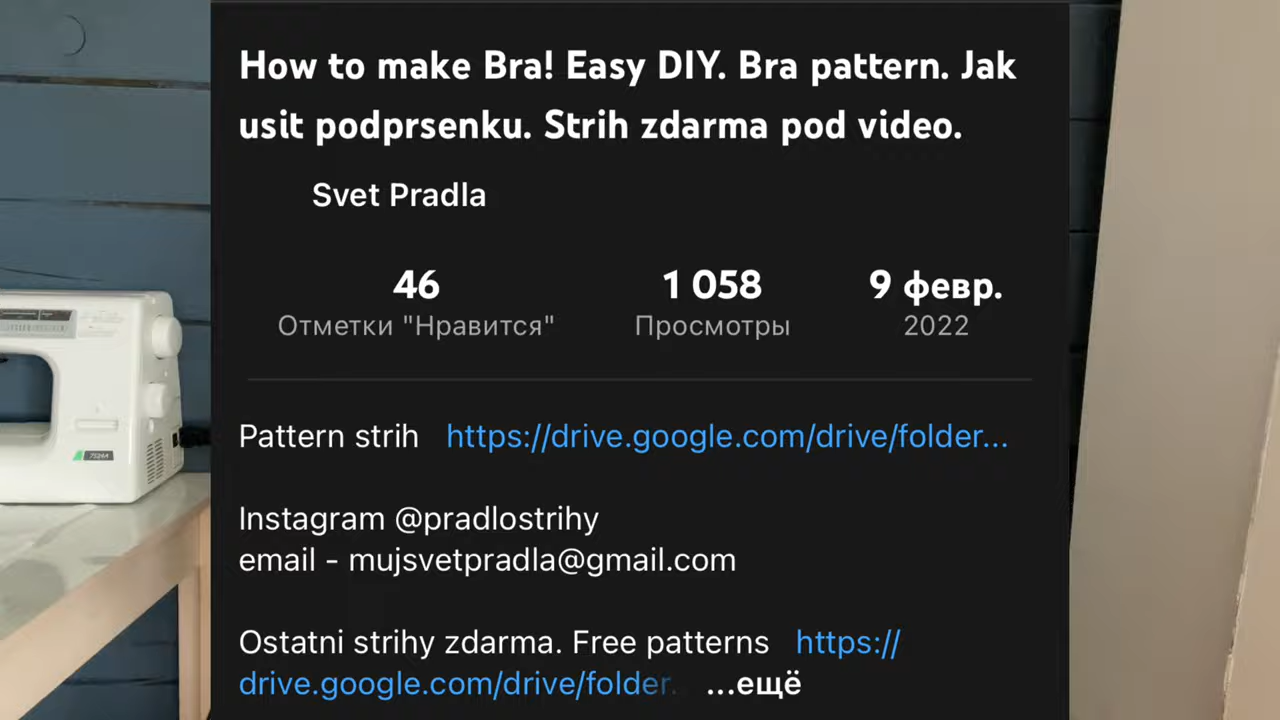 How to make Bra! Easy DIY. Bra pattern. Jak
usit podprsenku. Strih zdarma pod video.
Svet Pradla
46
Отметки "Нравится"
1 058
Просмотры
9 февр.
2022
Pattern strih https://drive.google.com/drive/folder...
Instagram @pradlostrihy
email - mujsvetpradla@gmail.com
Ostatni strihy zdarma. Free patterns https://
drive.google.com/drive/folder. ...ещё